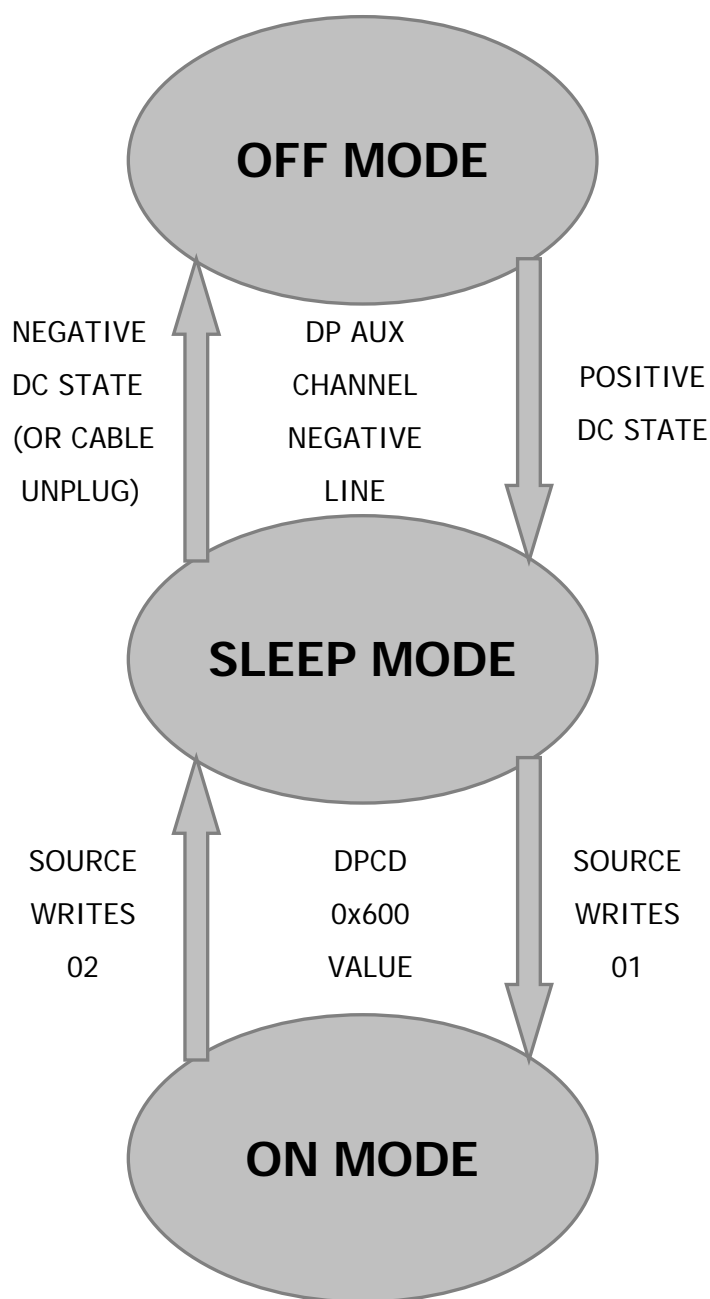 OFF MODE
NEGATIVE
DC STATE
(OR CABLE
UNPLUG)
DP AUX
CHANNEL
NEGATIVE
LINE
POSITIVE
DC STATE
SLEEP MODE
SOURCE
WRITES
02
DPCD
0x600
VALUE
SOURCE
WRITES
01
ON MODE